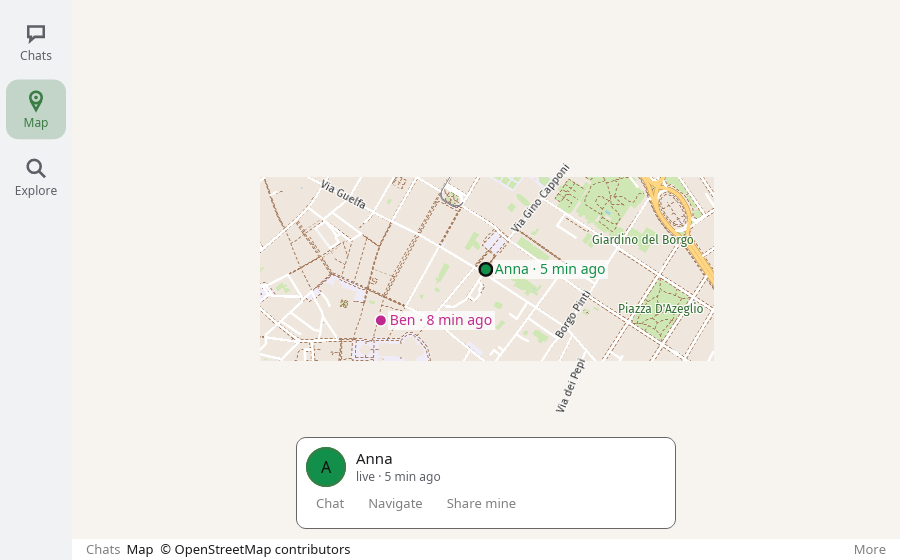 Chats
Map
Explore
Via Guelfa
Via Gino Capponi
Giardino del Borgo
Anna · 5 min ago
Piazza D'Azeglio
Borgo Pinti
Ben · 8 min ago
Via dei Pepi
A
Anna
live · 5 min ago
Chat Navigate Share mine
Chats Map © OpenStreetMap contributors More